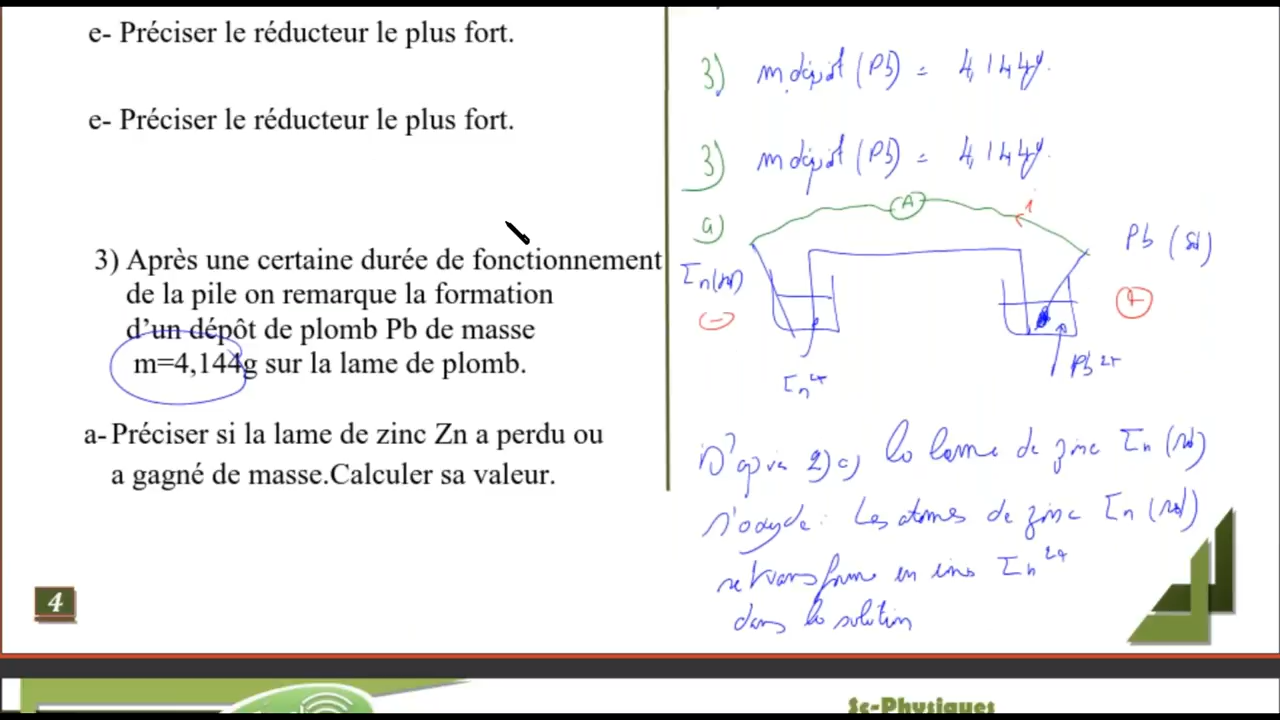 e- Préciser le réducteur le plus fort.
e- Préciser le réducteur le plus fort.
3) Après une certaine durée de fonctionnement
de la pile on remarque la formation
d'un dépôt de plomb Pb de masse
m=4,144g sur la lame de plomb.
a- Préciser si la lame de zinc Zn a perdu ou
a gagné de masse.Calculer sa valeur.
4
3) m dépôt (Pb) = 4,144g.
3) m dépôt (Pb) = 4,144g.
a)
A
i
Zn(sd)
Pb (sd)
-
+
Zn2+
Pb2+
D'après 2) c) la lame de zinc Zn (sd)
s'oxyde : Les atomes de zinc Zn (sd)
se transforme en ions Zn2+
dans la solution
Sc-Physiques